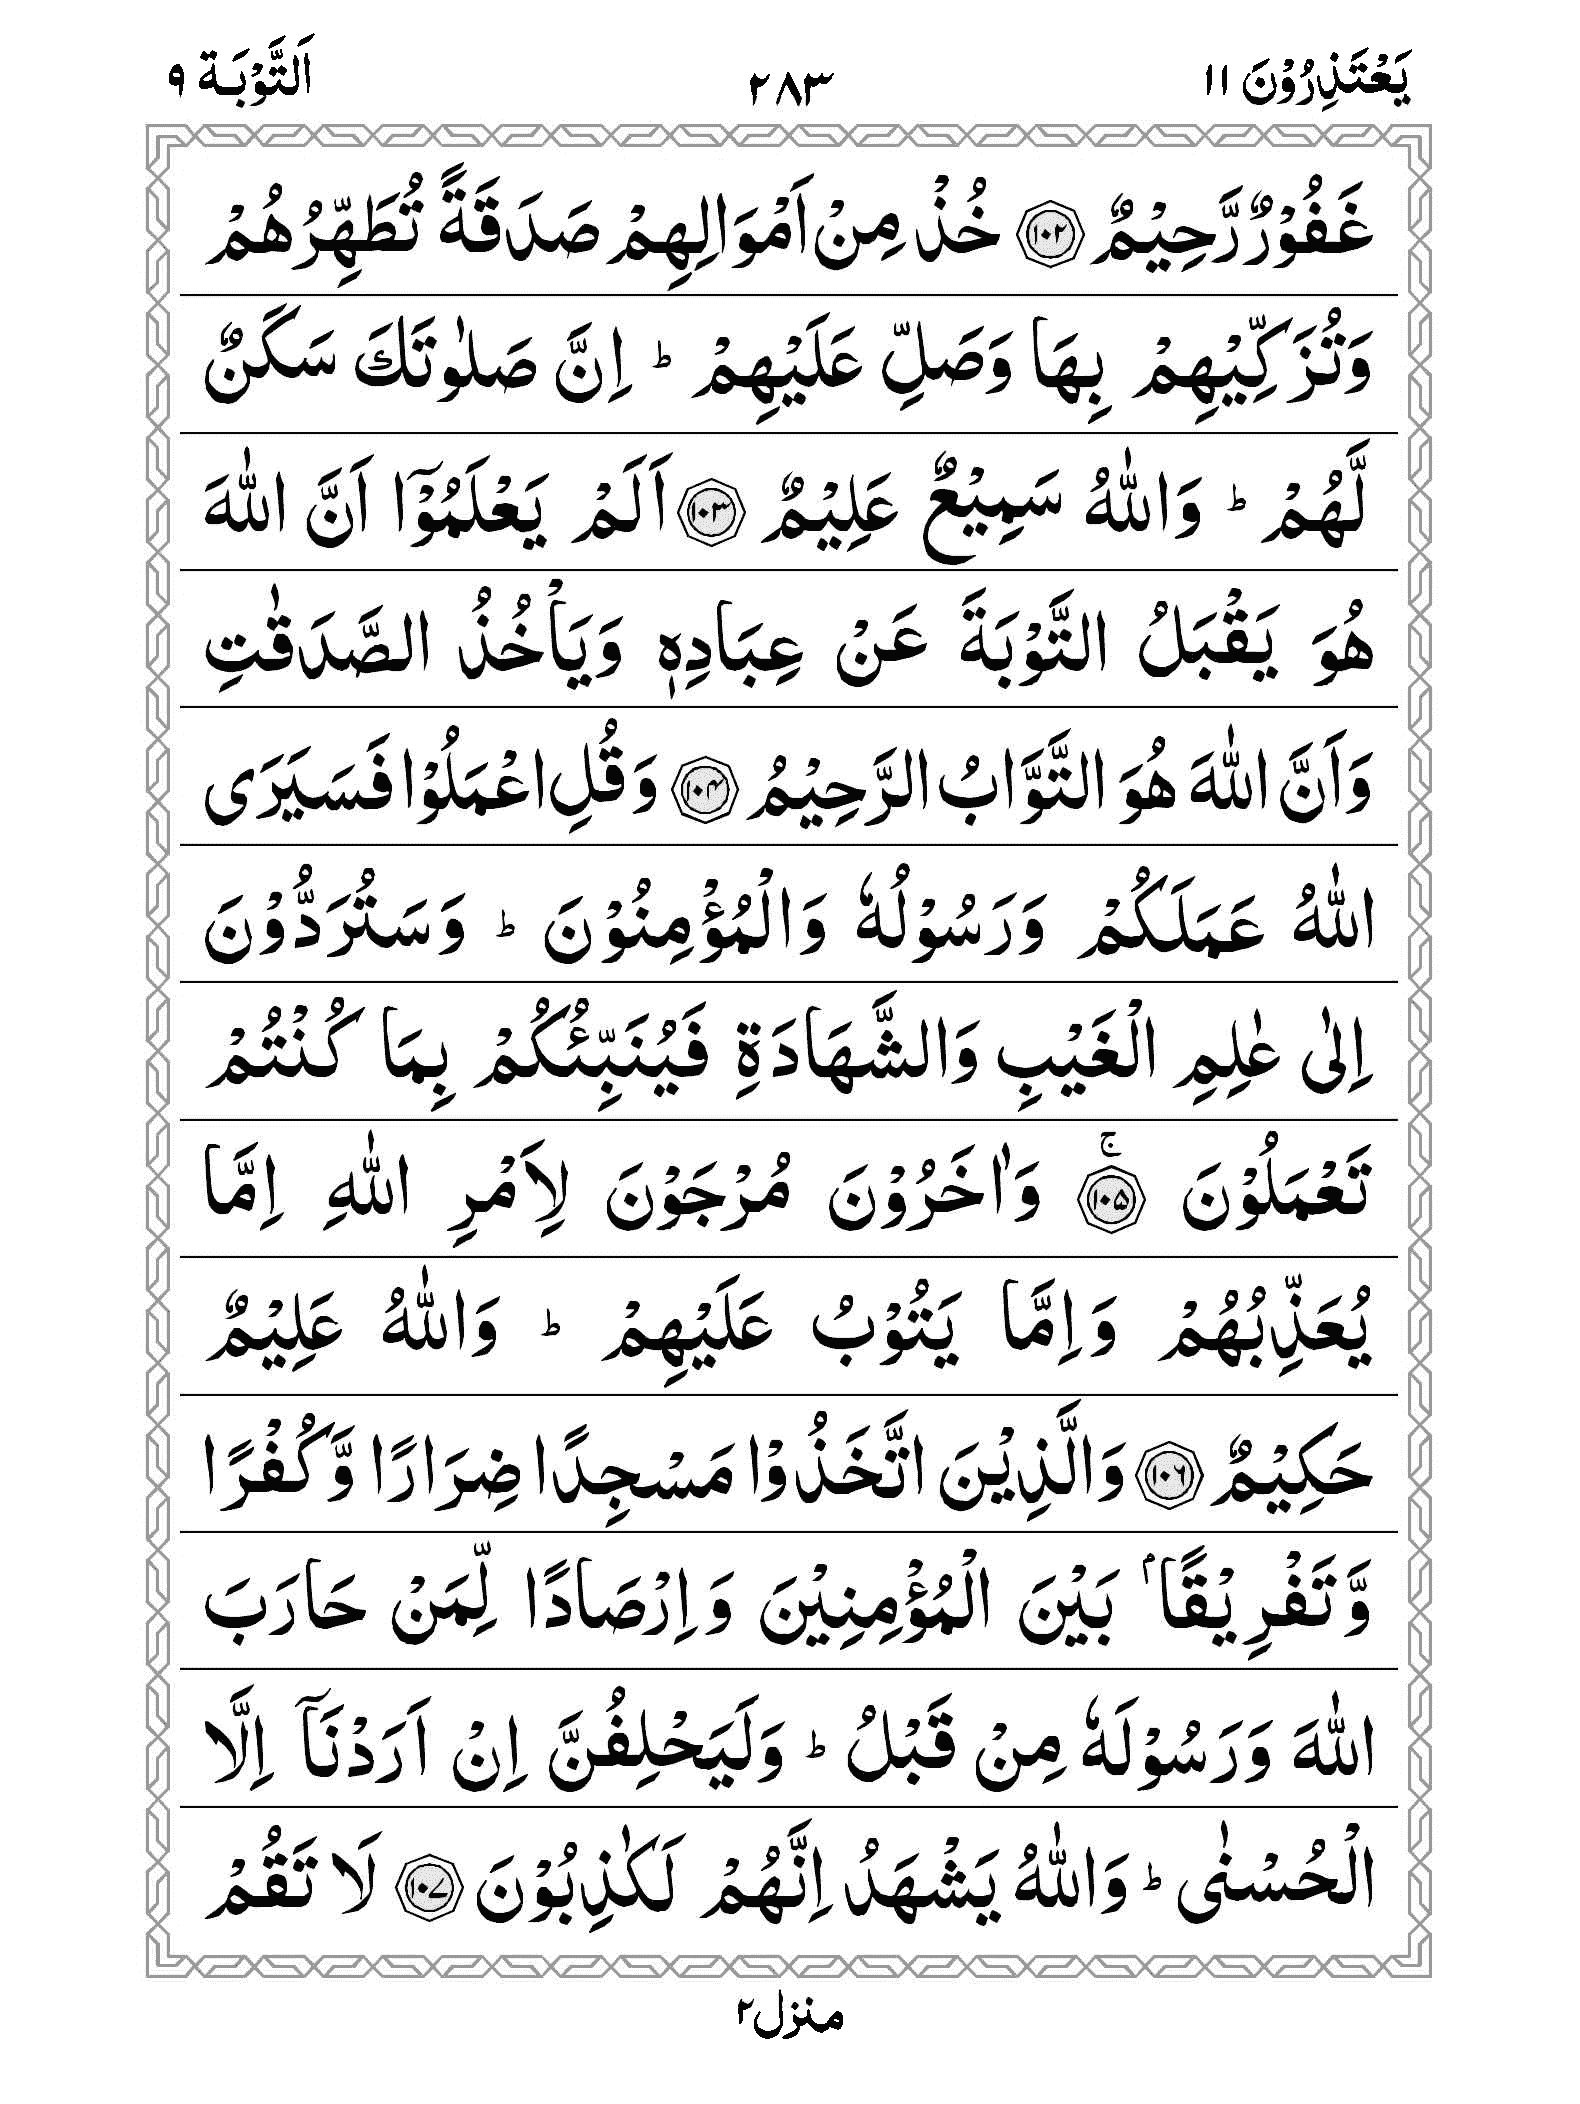 يَعْتَذِرُوْنَ ١١ ٢٨٣ اَلتَّوْبَة ٩
غَفُوْرٌ رَّحِيْمٌ ۝١٠٢ خُذْ مِنْ اَمْوَالِهِمْ صَدَقَةً تُطَهِّرُهُمْ
وَتُزَكِّيْهِمْ بِهَا وَصَلِّ عَلَيْهِمْ ؕ اِنَّ صَلٰوتَكَ سَكَنٌ
لَّهُمْ ؕ وَاللّٰهُ سَمِيْعٌ عَلِيْمٌ ۝١٠٣ اَلَمْ يَعْلَمُوْۤا اَنَّ اللّٰهَ
هُوَ يَقْبَلُ التَّوْبَةَ عَنْ عِبَادِهٖ وَيَاْخُذُ الصَّدَقٰتِ
وَاَنَّ اللّٰهَ هُوَ التَّوَّابُ الرَّحِيْمُ ۝١٠٤ وَقُلِ اعْمَلُوْا فَسَيَرَى
اللّٰهُ عَمَلَكُمْ وَرَسُوْلُهٗ وَالْمُؤْمِنُوْنَ ؕ وَسَتُرَدُّوْنَ
اِلٰى عٰلِمِ الْغَيْبِ وَالشَّهَادَةِ فَيُنَبِّئُكُمْ بِمَا كُنْتُمْ
تَعْمَلُوْنَ ۝١٠٥ۚ وَاٰخَرُوْنَ مُرْجَوْنَ لِاَمْرِ اللّٰهِ اِمَّا
يُعَذِّبُهُمْ وَاِمَّا يَتُوْبُ عَلَيْهِمْ ؕ وَاللّٰهُ عَلِيْمٌ
حَكِيْمٌ ۝١٠٦ وَالَّذِيْنَ اتَّخَذُوْا مَسْجِدًا ضِرَارًا وَّكُفْرًا
وَّتَفْرِيْقًاۢ بَيْنَ الْمُؤْمِنِيْنَ وَاِرْصَادًا لِّمَنْ حَارَبَ
اللّٰهَ وَرَسُوْلَهٗ مِنْ قَبْلُ ؕ وَلَيَحْلِفُنَّ اِنْ اَرَدْنَاۤ اِلَّا
الْحُسْنٰى ؕ وَاللّٰهُ يَشْهَدُ اِنَّهُمْ لَكٰذِبُوْنَ ۝١٠٧ لَا تَقُمْ
منزل٢